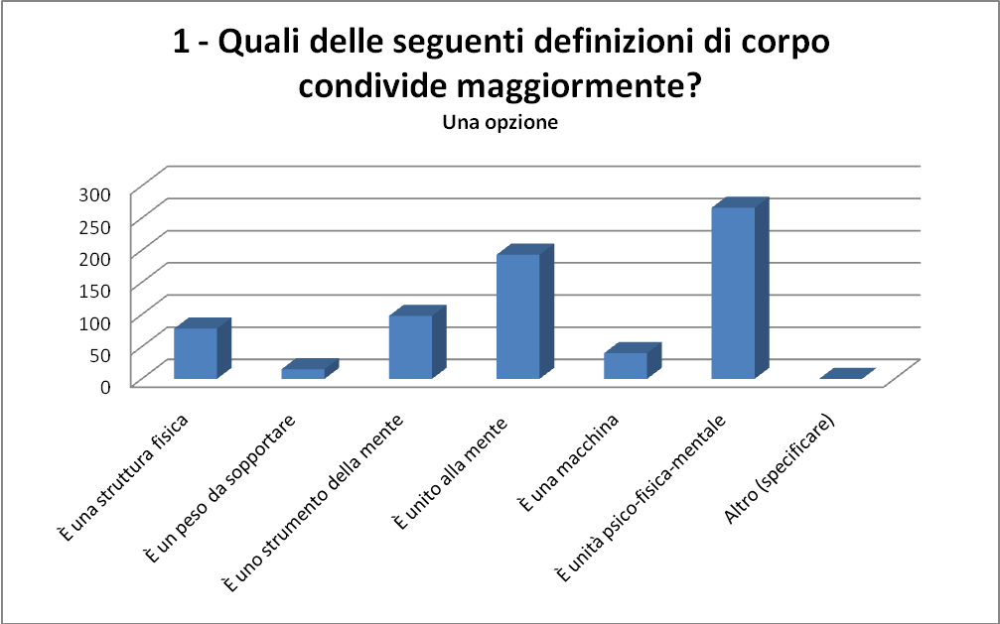 1 - Quali delle seguenti definizioni di corpo
condivide maggiormente?
Una opzione
300
250
200
150
100
50
0
È una struttura fisica
È un peso da sopportare
È uno strumento della mente
È unito alla mente
È una macchina
È unità psico-fisica-mentale
Altro (specificare)